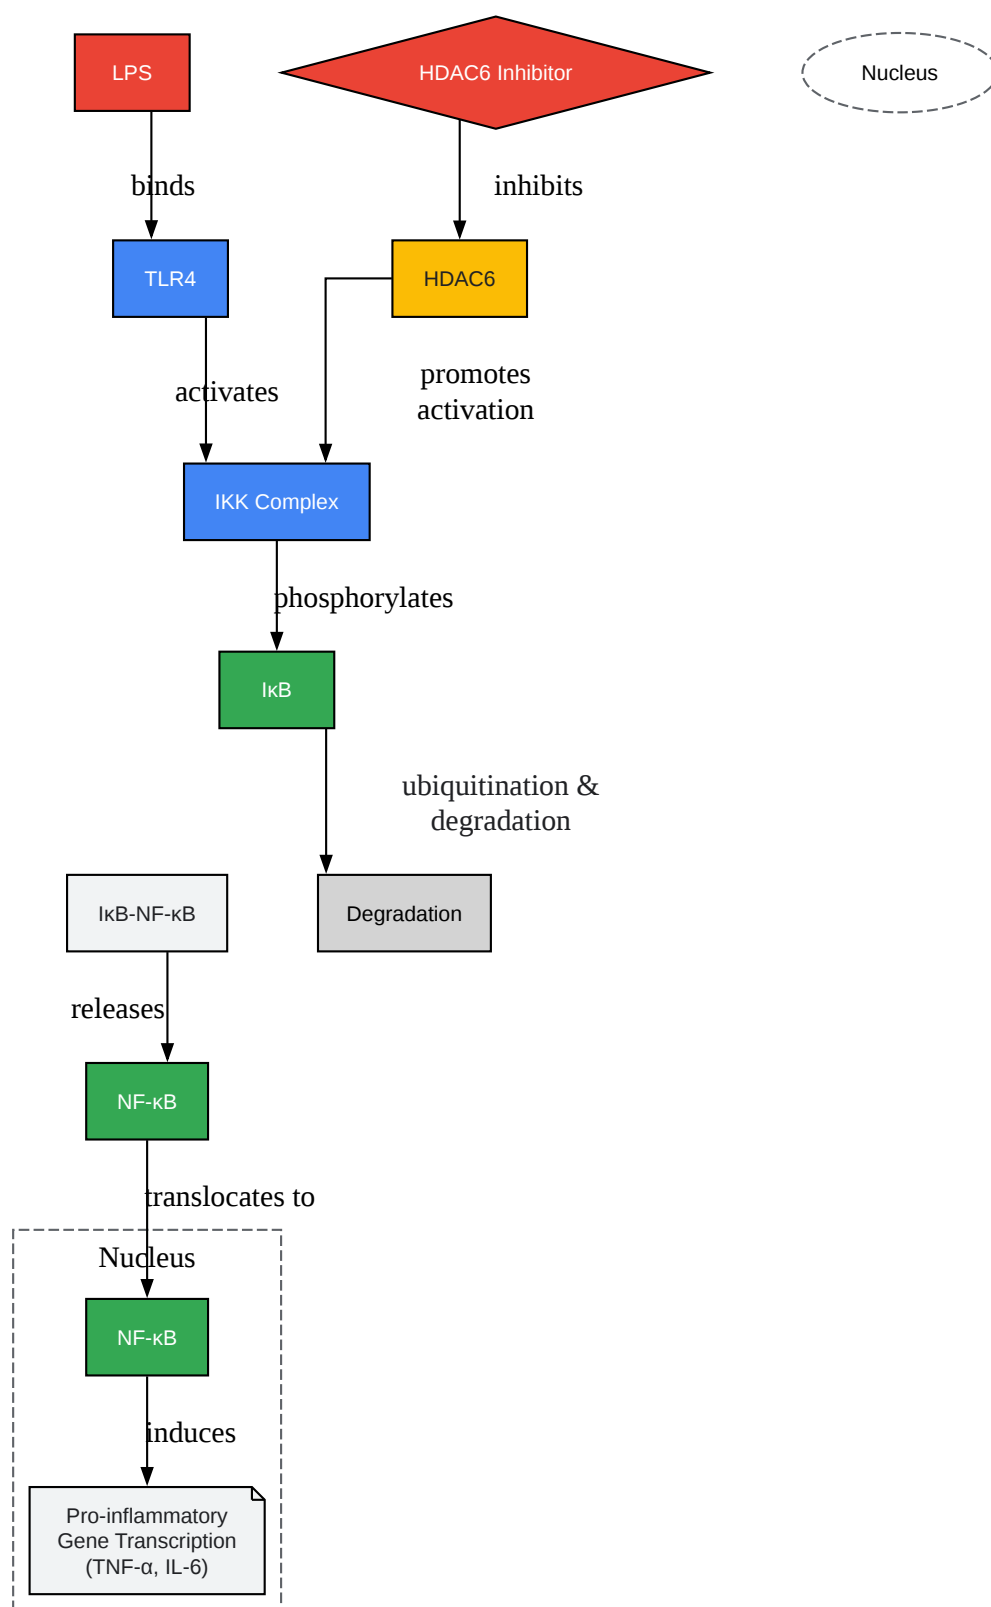 LPS
HDAC6 Inhibitor
Nucleus
binds
inhibits
TLR4
HDAC6
activates
promotes
activation
IKK Complex
phosphorylates
IκB
ubiquitination &
degradation
IκB-NF-κB
Degradation
releases
NF-κB
translocates to
Nucleus
NF-κB
induces
Pro-inflammatory
Gene Transcription
(TNF-α, IL-6)